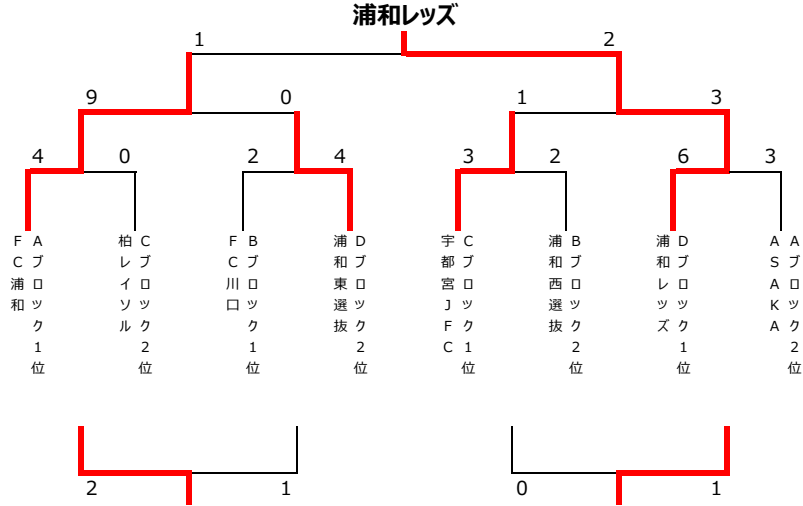 浦和レッズ
1
2
9
0
1
3
4
0
2
4
3
2
6
3
Aブロック1位
FC浦和
Cブロック2位
柏レイソル
Bブロック1位
FC川口
Dブロック2位
浦和東選抜
Cブロック1位
宇都宮JFC
Bブロック2位
浦和西選抜
Dブロック1位
浦和レッズ
Aブロック2位
ASAKA
2
1
0
1